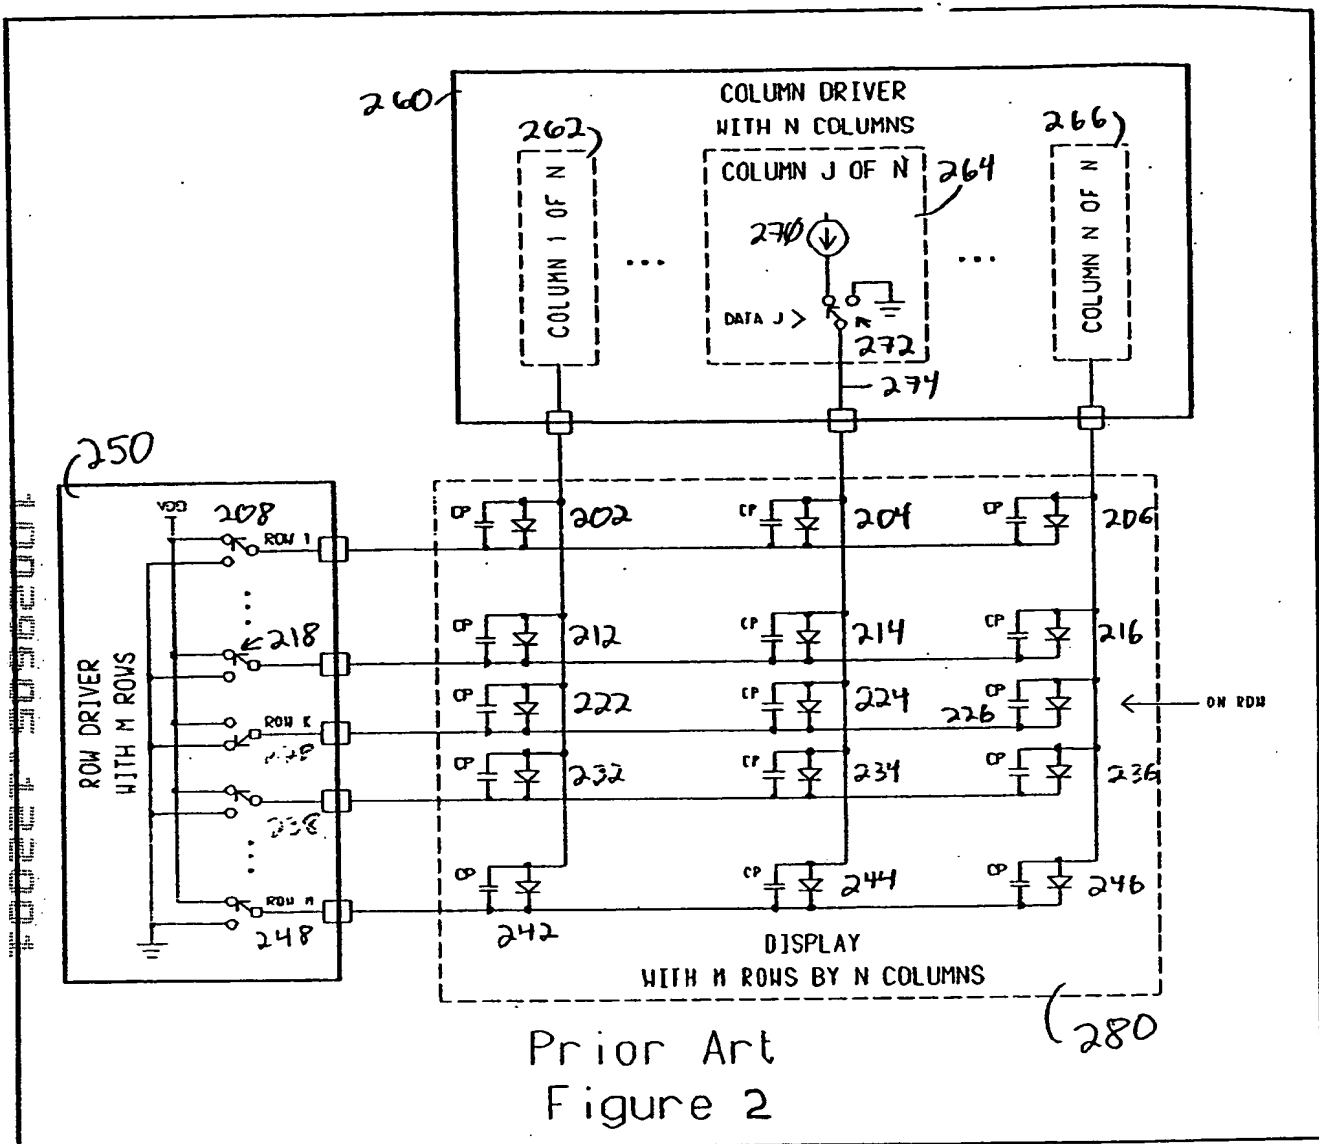 260
COLUMN DRIVER
WITH N COLUMNS
262
266
COLUMN 1 OF N
COLUMN J OF N
264
COLUMN N OF N
270
...
...
DATA J >
272
274
250
208
ROW 1
CP
202
CP
204
CP
206
218
CP
212
CP
214
CP
216
ROW DRIVER
WITH M ROWS
ROW K
CP
222
CP
224
CP
226
ON ROW
238
CP
232
CP
234
CP
236
ROW M
248
CP
242
CP
244
CP
246
DISPLAY
WITH M ROWS BY N COLUMNS
280
Prior Art
Figure 2